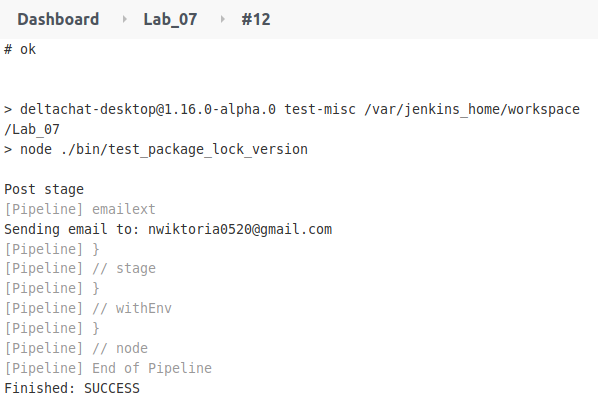 Dashboard Lab_07 #12
# ok
> deltachat-desktop@1.16.0-alpha.0 test-misc /var/jenkins_home/workspace
/Lab_07
> node ./bin/test_package_lock_version
Post stage
[Pipeline] emailext
Sending email to: nwiktoria0520@gmail.com
[Pipeline] }
[Pipeline] // stage
[Pipeline] }
[Pipeline] // withEnv
[Pipeline] }
[Pipeline] // node
[Pipeline] End of Pipeline
Finished: SUCCESS